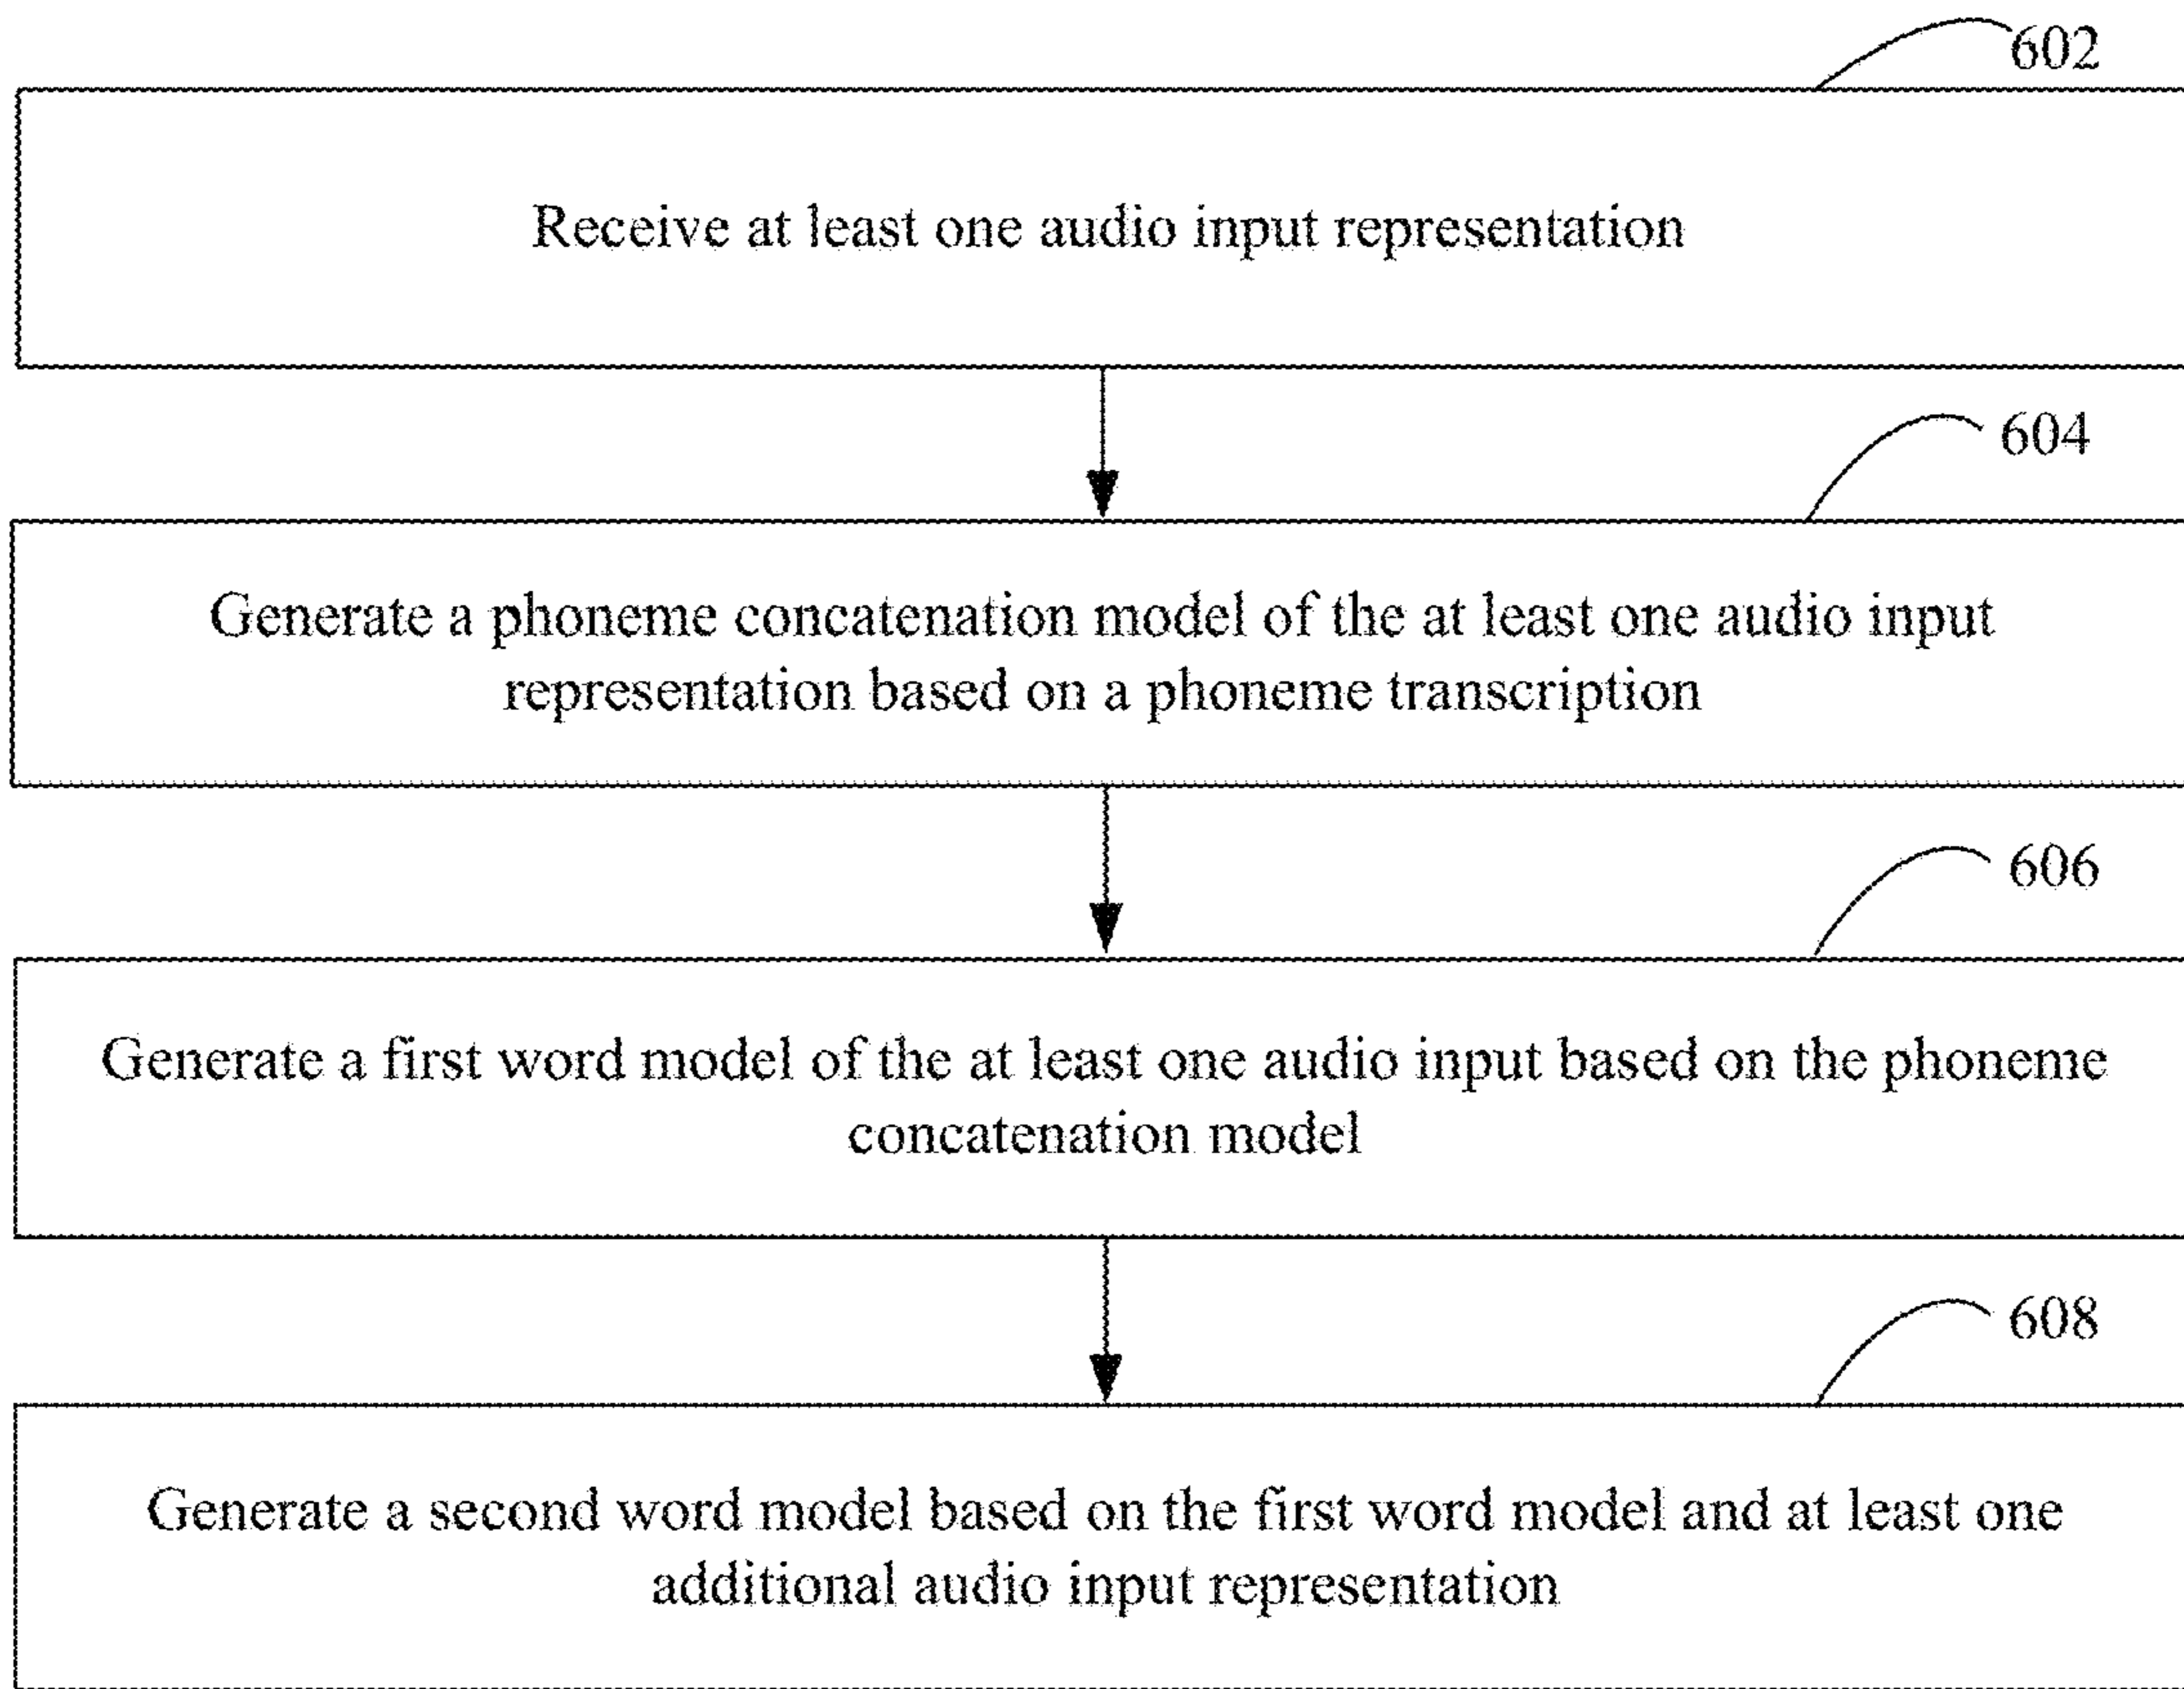 602
Receive at least one audio input representation
604
Generate a phoneme concatenation model of the at least one audio input
representation based on a phoneme transcription
606
Generate a first word model of the at least one audio input based on the phoneme
concatenation model
608
Generate a second word model based on the first word model and at least one
additional audio input representation